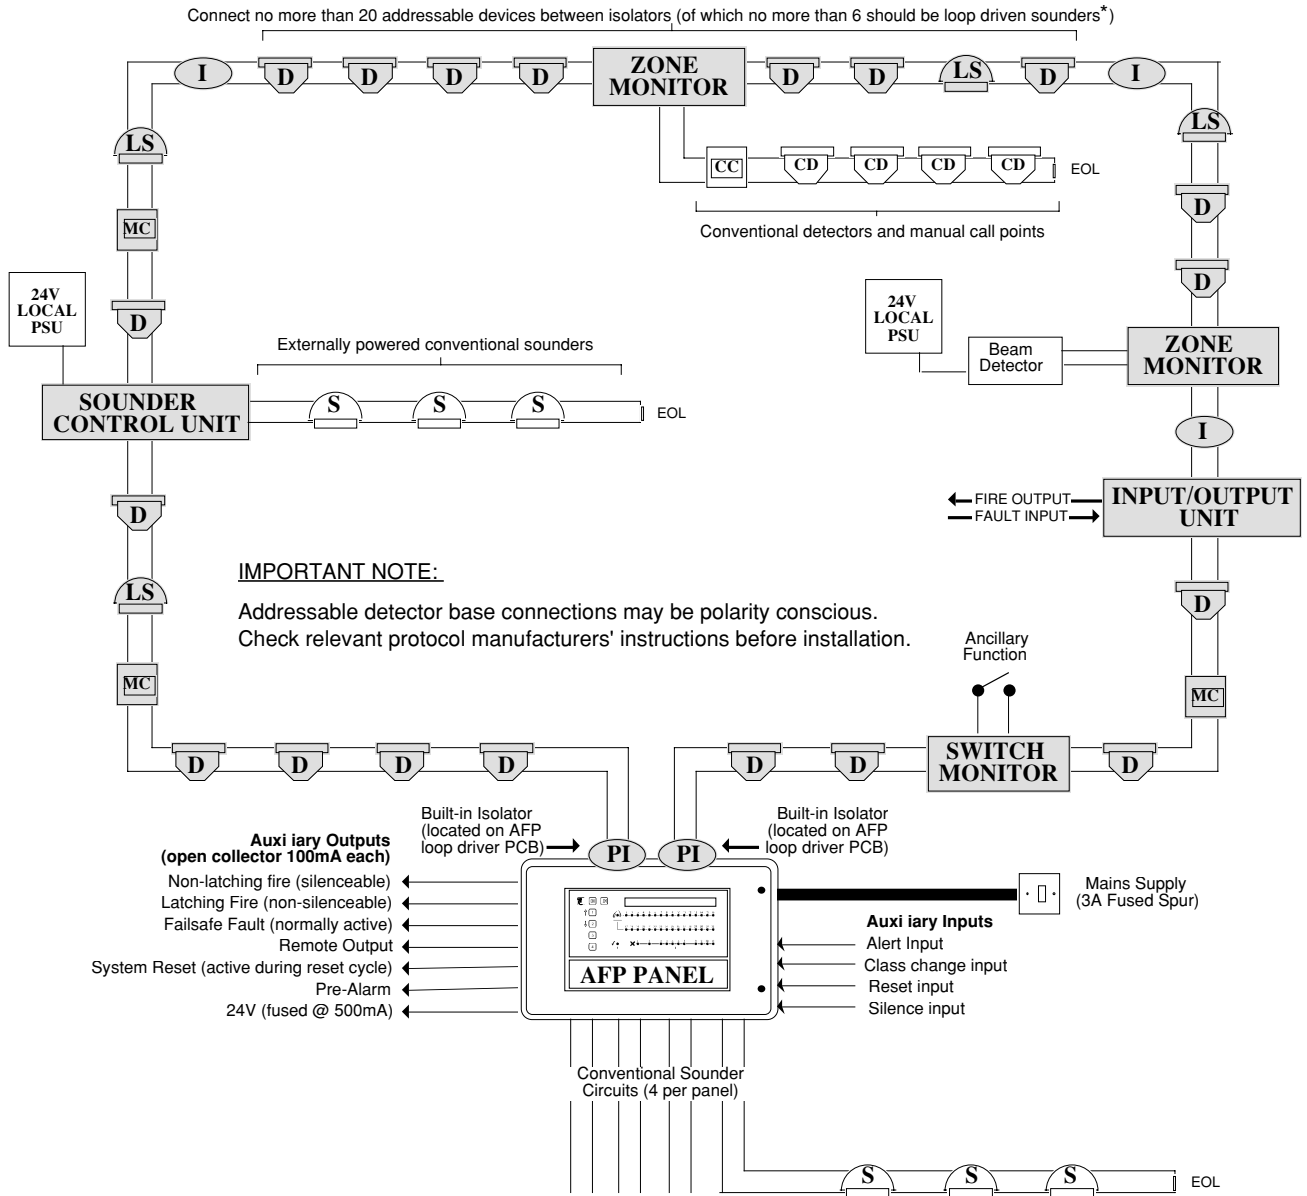 Connect no more than 20 addressable devices between isolators (of which no more than 6 should be loop driven sounders*)
I D D D D ZONE MONITOR D D LS D I
LS LS
CC CD CD CD CD EOL
Conventional detectors and manual call points
MC D
D
24V LOCAL PSU
24V LOCAL PSU
D
Externally powered conventional sounders
Beam Detector
ZONE MONITOR
SOUNDER CONTROL UNIT
S S S EOL
I
INPUT/OUTPUT UNIT
FIRE OUTPUT
FAULT INPUT
D
IMPORTANT NOTE:
LS
D
Addressable detector base connections may be polarity conscious.
Check relevant protocol manufacturers' instructions before installation.
Ancillary Function
MC
MC
D D D D
D D SWITCH MONITOR D
Built-in Isolator
(located on AFP
loop driver PCB)
PI PI
Built-in Isolator
(located on AFP
loop driver PCB)
Auxi iary Outputs
(open collector 100mA each)
Non-latching fire (silenceable)
Latching Fire (non-silenceable)
Failsafe Fault (normally active)
Remote Output
System Reset (active during reset cycle)
Pre-Alarm
24V (fused @ 500mA)
AFP PANEL
Mains Supply
(3A Fused Spur)
Auxi iary Inputs
Alert Input
Class change input
Reset input
Silence input
Conventional Sounder
Circuits (4 per panel)
S S S EOL